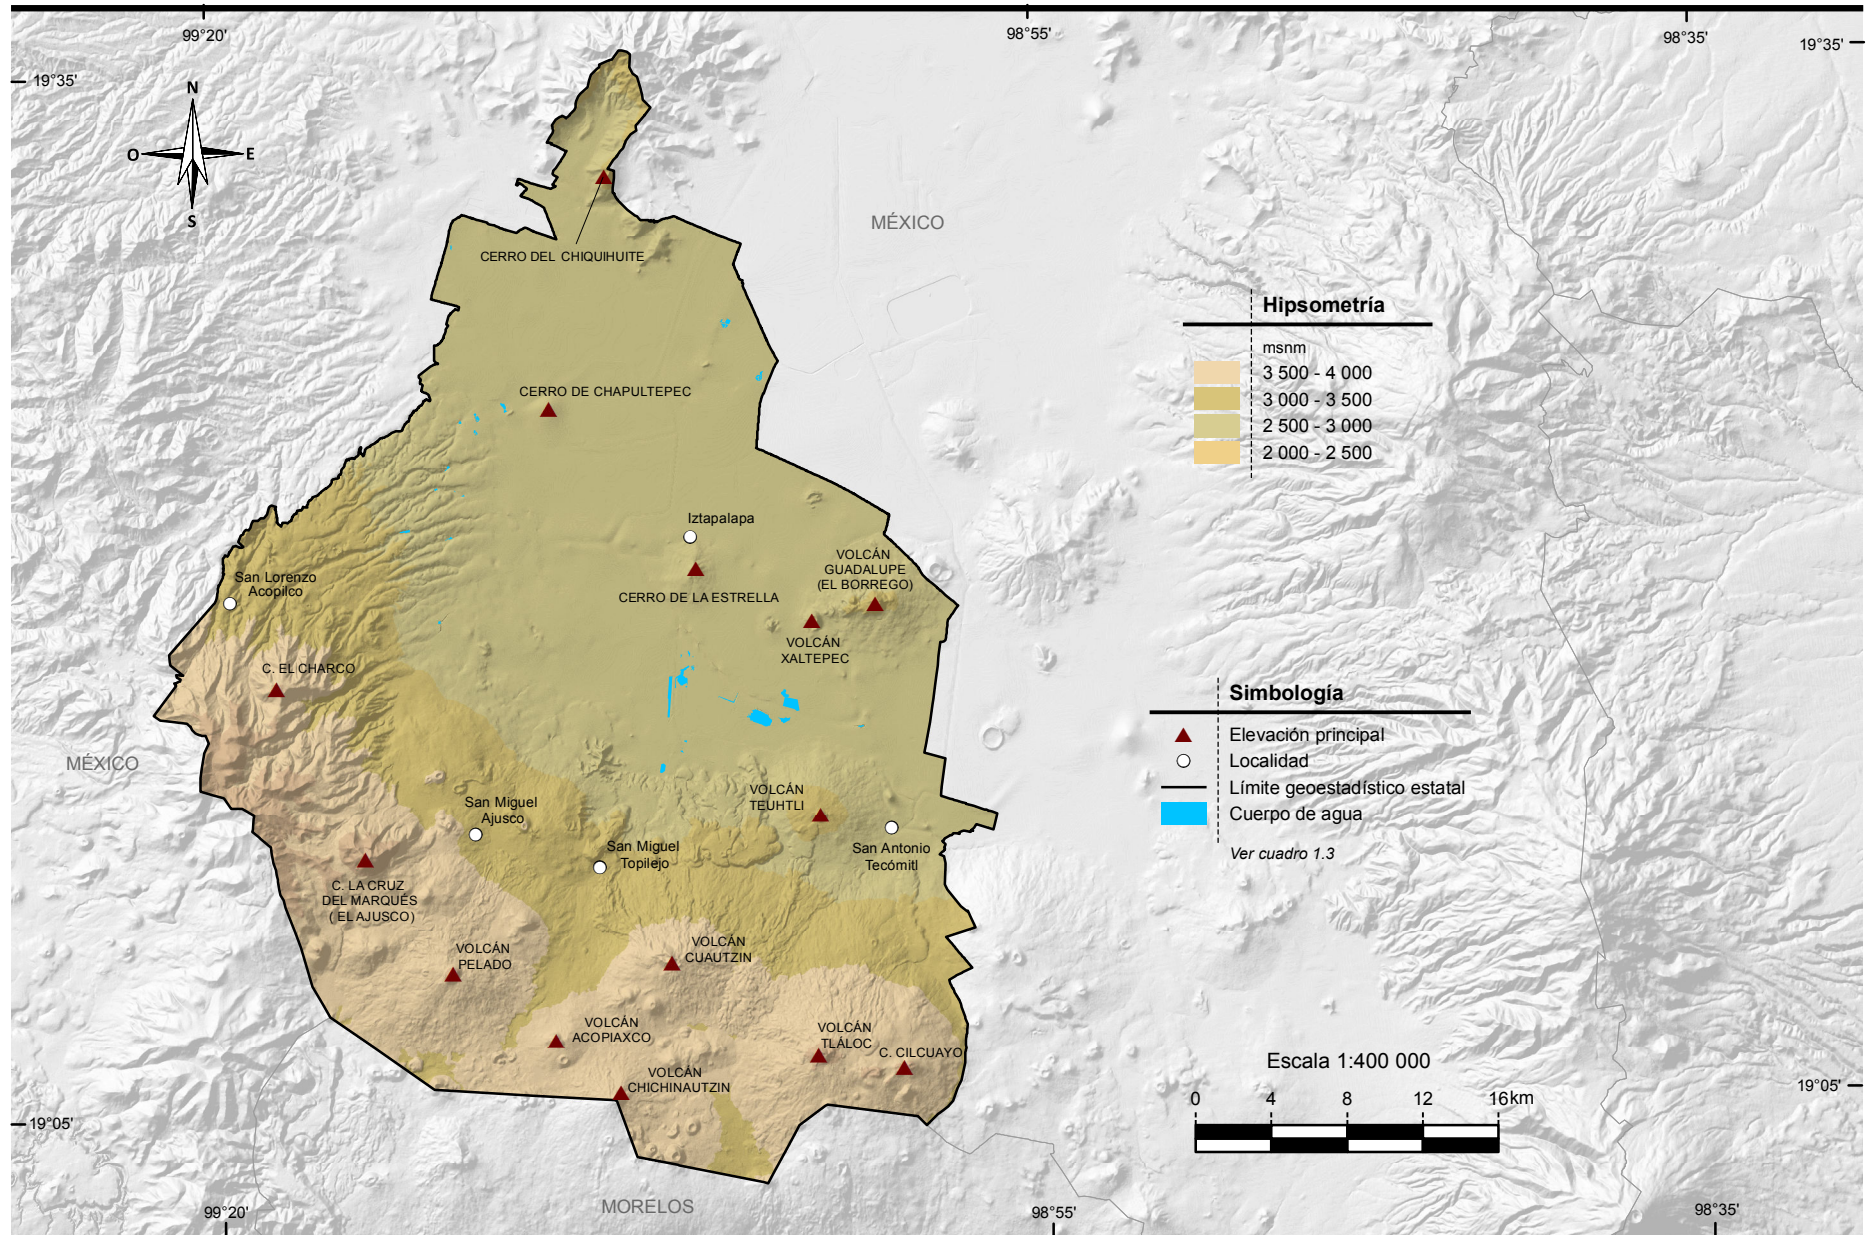 99°20'
98°55'
98°35'
19°35'
19°35'
N
O
E
S
MÉXICO
CERRO DEL CHIQUIHUITE
Hipsometría
msnm
3 500 - 4 000
3 000 - 3 500
2 500 - 3 000
2 000 - 2 500
CERRO DE CHAPULTEPEC
Iztapalapa
VOLCÁN
GUADALUPE
(EL BORREGO)
San Lorenzo
Acopilco
CERRO DE LA ESTRELLA
VOLCÁN
XALTEPEC
C. EL CHARCO
Simbología
Elevación principal
Localidad
Límite geoestadístico estatal
Cuerpo de agua
Ver cuadro 1.3
MÉXICO
VOLCÁN
TEUHTLI
San Miguel
Ajusco
San Miguel
Topilejo
San Antonio
Tecómitl
C. LA CRUZ
DEL MARQUÉS
( EL AJUSCO)
VOLCÁN
PELADO
VOLCÁN
CUAUTZIN
VOLCÁN
ACOPIAXCO
VOLCÁN
TLÁLOC
C. CILCUAYO
VOLCÁN
CHICHINAUTZIN
Escala 1:400 000
0 4 8 12 16km
19°05'
19°05'
MORELOS
99°20'
98°55'
98°35'